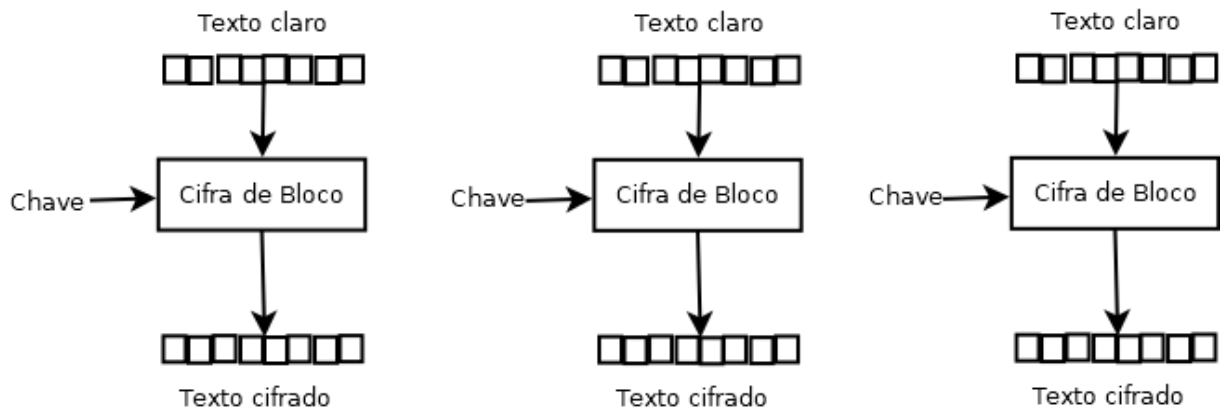 Texto claro
Texto claro
Texto claro
Chave
Cifra de Bloco
Chave
Cifra de Bloco
Chave
Cifra de Bloco
Texto cifrado
Texto cifrado
Texto cifrado